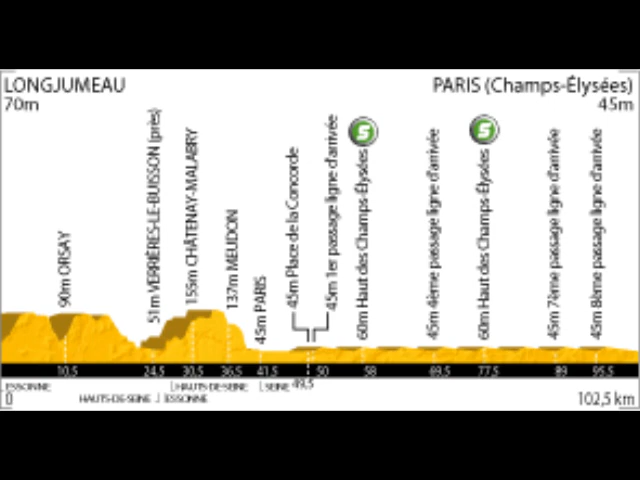 LONGJUMEAU
70m
PARIS (Champs-Élysées)
45m
90m ORSAY
51m VERRIÈRES-LE-BUISSON (près)
155m CHÂTENAY-MALABRY
137m MEUDON
45m PARIS
45m Place de la Concorde
45m 1er passage ligne d'arrivée
S
60m Haut des Champs-Élysées
45m 4ème passage ligne d'arrivée
S
60m Haut des Champs-Élysées
45m 7ème passage ligne d'arrivée
45m 8ème passage ligne d'arrivée
10,5 24,5 30,5 36,5 41,5 50 58 69,5 77,5 89 95,5
49,5
ESSONNE HAUTS-DE-SEINE SEINE
HAUTS-DE-SEINE ESSONNE
0 102,5 km